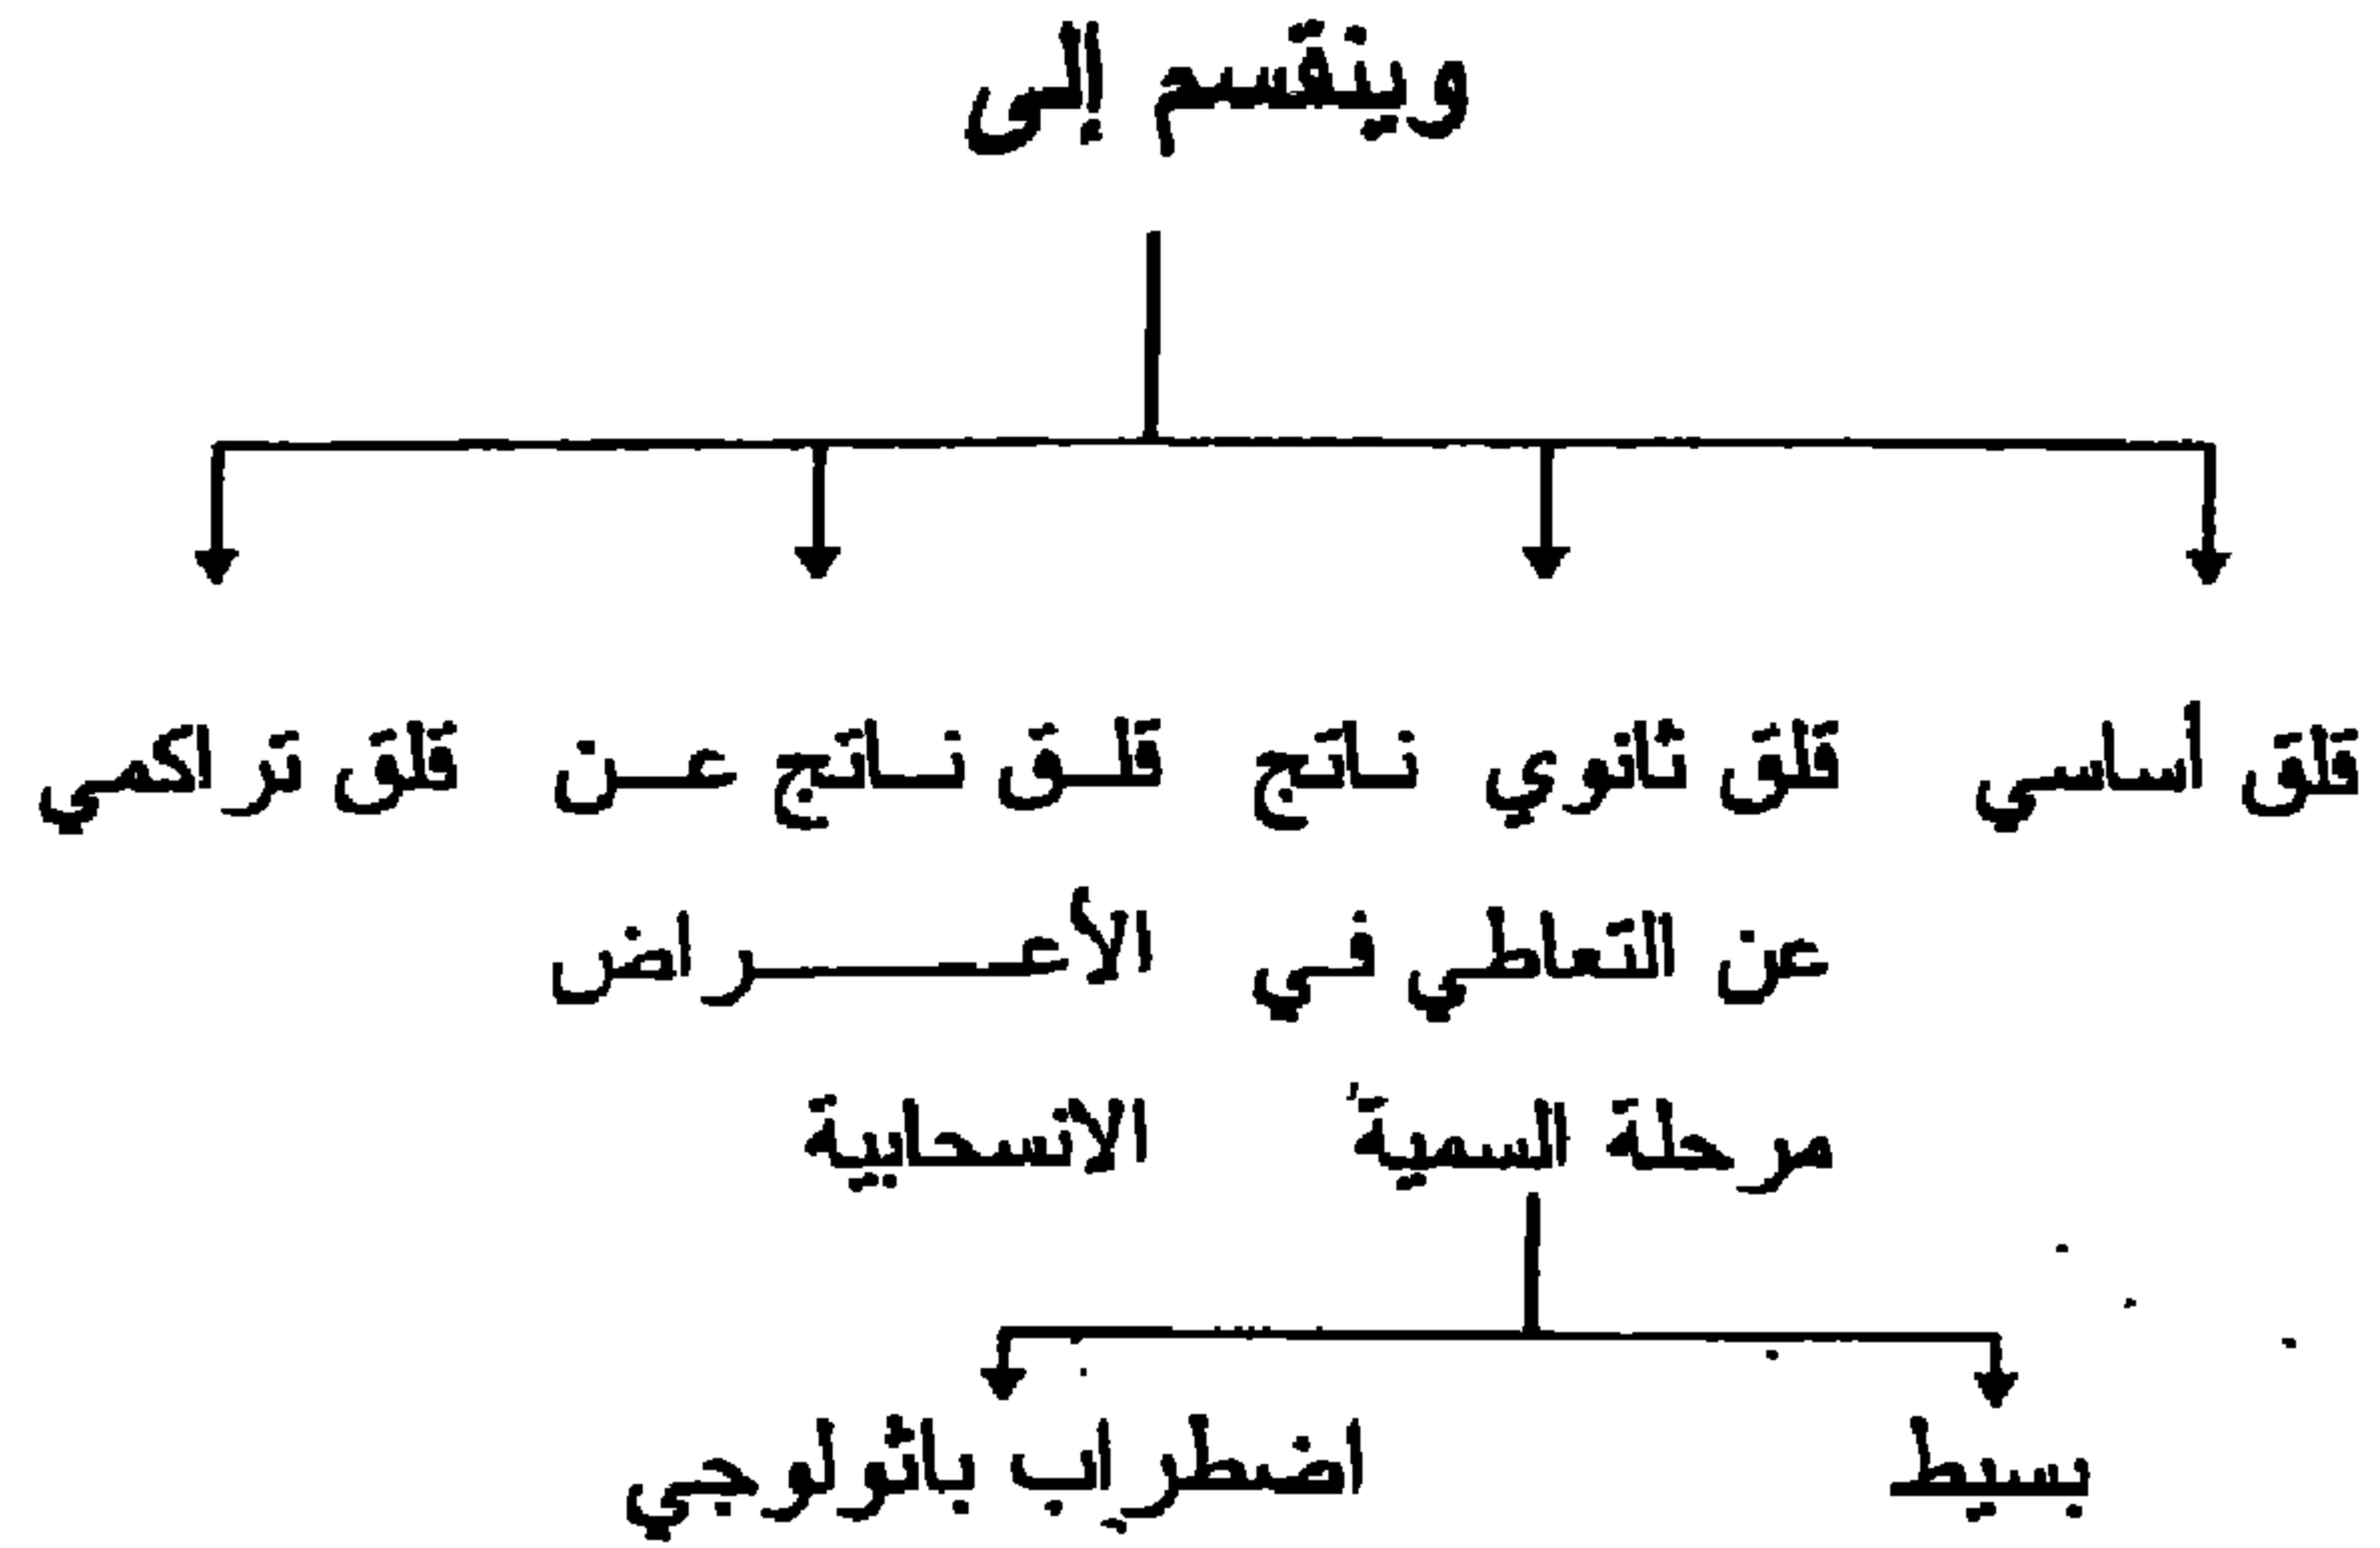 وينقسم إلى
قلق أساسي
قلق ثانوي ناتج
عن التعاطي في
مرحلة السمية
قلق ناتج عن
الأعراض
الانسحابية
قلق تراكمي
بسيط
اضطراب باثولوجي